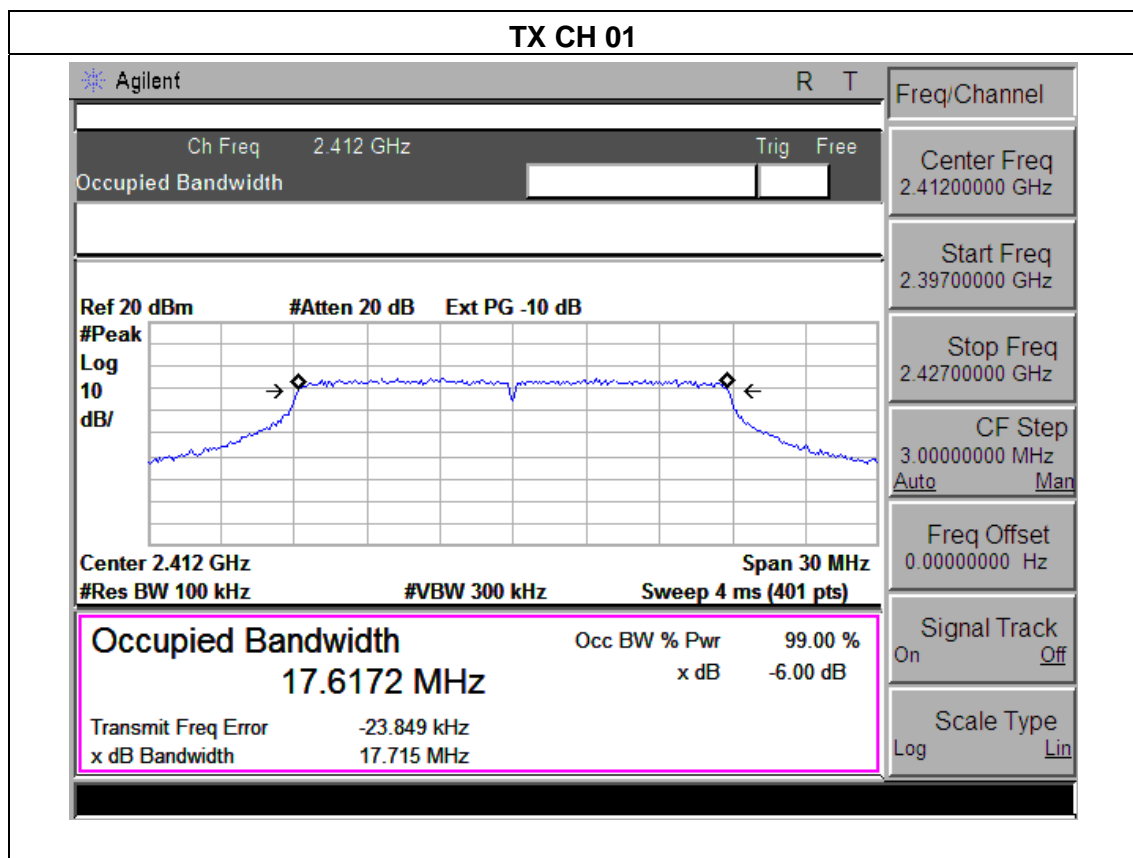 TX CH 01
Agilent R T
Ch Freq 2.412 GHz Trig Free
Occupied Bandwidth
Ref 20 dBm #Atten 20 dB Ext PG -10 dB
#Peak
Log
10
dB/
Center 2.412 GHz Span 30 MHz
#Res BW 100 kHz #VBW 300 kHz Sweep 4 ms (401 pts)
Occupied Bandwidth Occ BW % Pwr 99.00 %
17.6172 MHz x dB -6.00 dB
Transmit Freq Error -23.849 kHz
x dB Bandwidth 17.715 MHz
Freq/Channel
Center Freq
2.41200000 GHz
Start Freq
2.39700000 GHz
Stop Freq
2.42700000 GHz
CF Step
3.00000000 MHz
Auto Man
Freq Offset
0.00000000 Hz
Signal Track
On Off
Scale Type
Log Lin